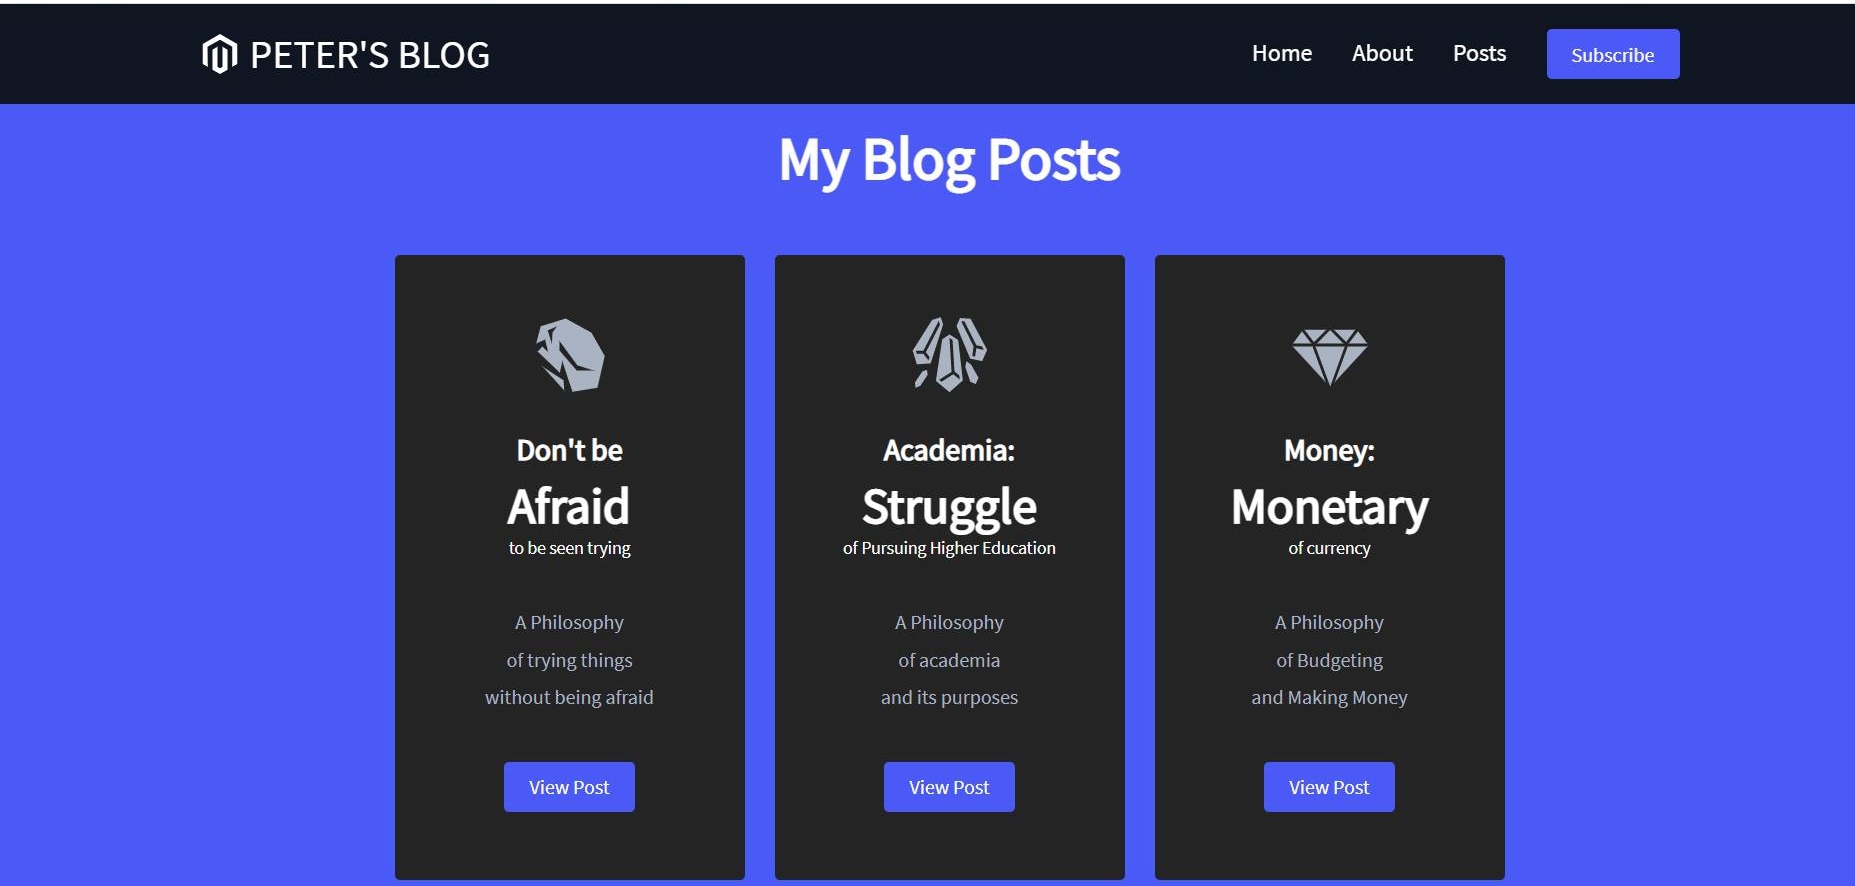 PETER'S BLOG
Home
About
Posts
Subscribe
My Blog Posts
Don't be
Afraid
to be seen trying
A Philosophy
of trying things
without being afraid
View Post
Academia:
Struggle
of Pursuing Higher Education
A Philosophy
of academia
and its purposes
View Post
Money:
Monetary
of currency
A Philosophy
of Budgeting
and Making Money
View Post